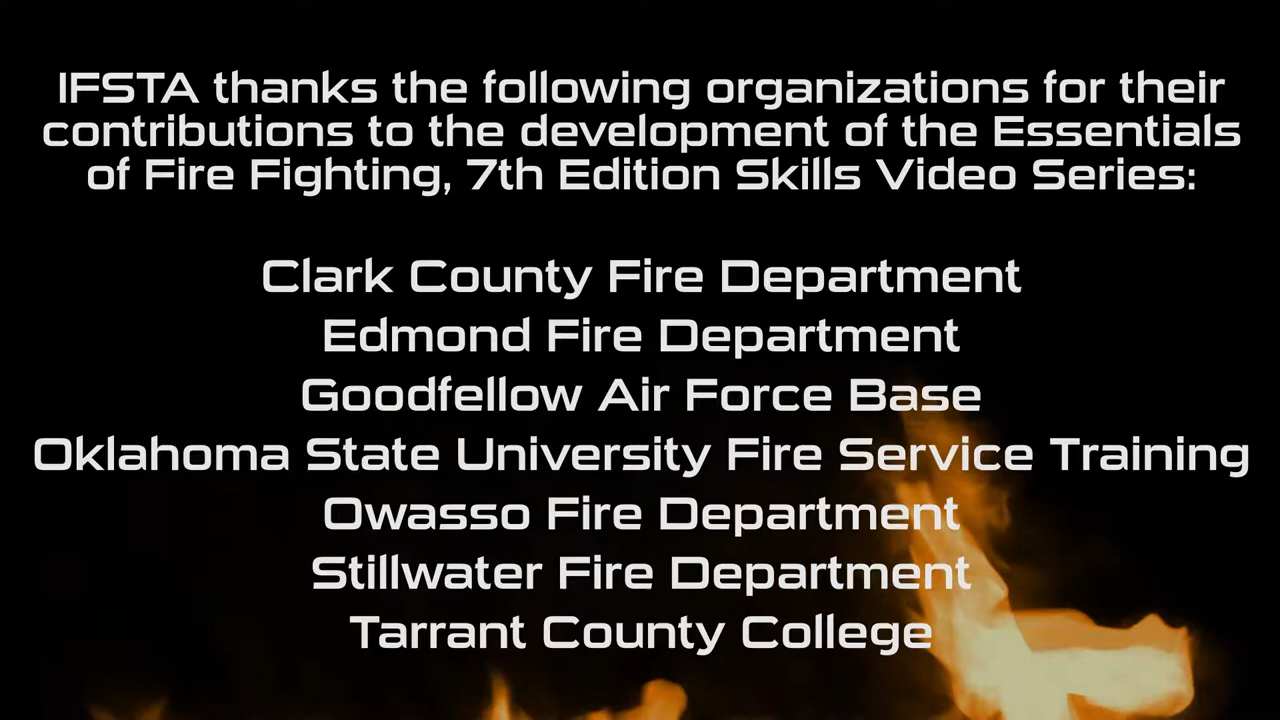 IFSTA thanks the following organizations for their
contributions to the development of the Essentials
of Fire Fighting, 7th Edition Skills Video Series:
Clark County Fire Department
Edmond Fire Department
Goodfellow Air Force Base
Oklahoma State University Fire Service Training
Owasso Fire Department
Stillwater Fire Department
Tarrant County College